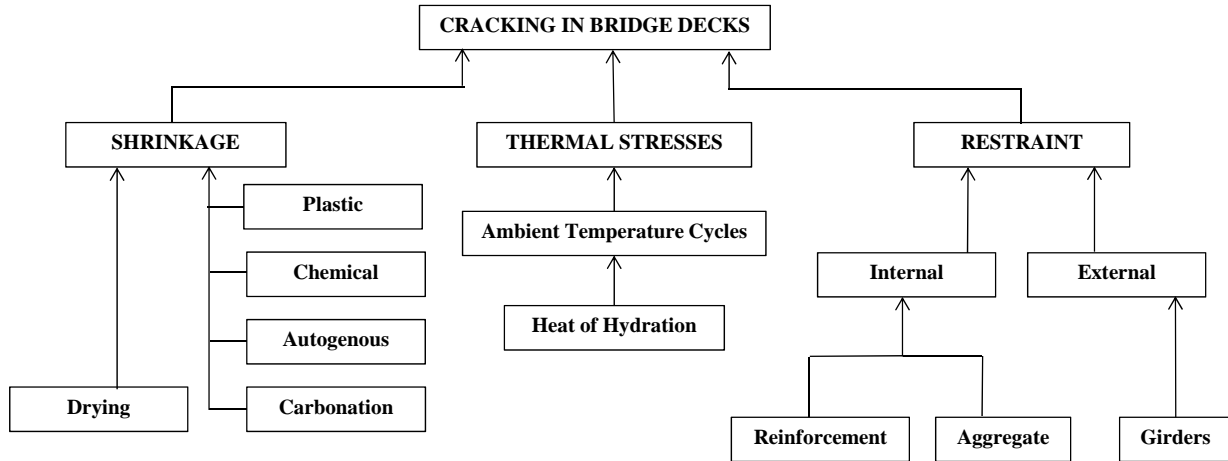 CRACKING IN BRIDGE DECKS
SHRINKAGE
THERMAL STRESSES
RESTRAINT
Plastic
Ambient Temperature Cycles
Chemical
Internal
External
Heat of Hydration
Autogenous
Drying
Carbonation
Reinforcement
Aggregate
Girders